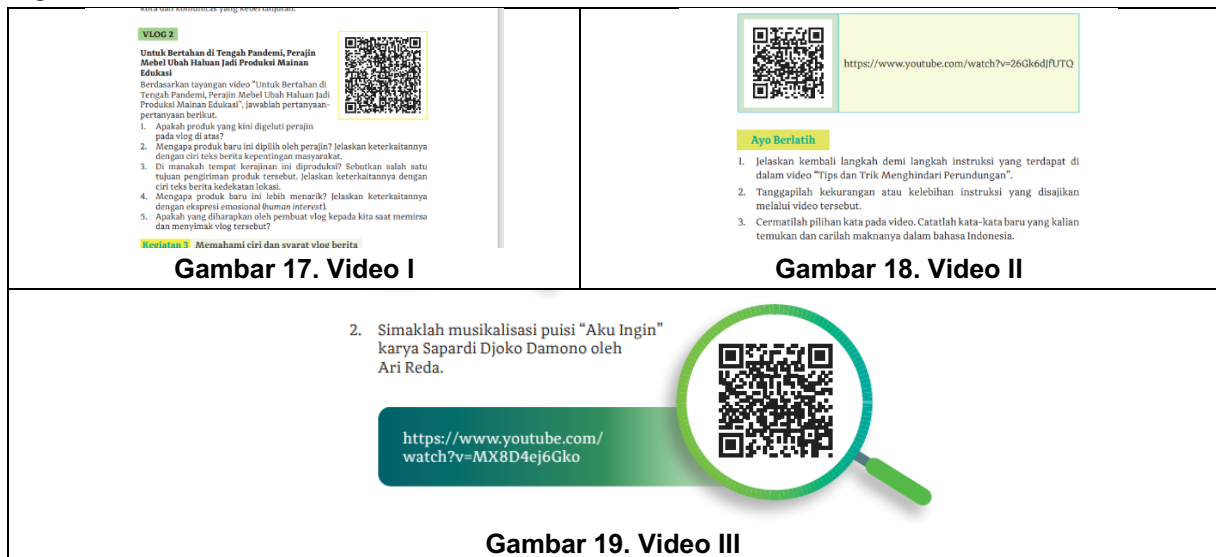 kota dan komunitas yang keberlanjutan.
VLOG 2
Untuk Bertahan di Tengah Pandemi, Perajin
Mebel Ubah Haluan Jadi Produksi Mainan
Edukasi
Berdasarkan tayangan video "Untuk Bertahan di
Tengah Pandemi, Perajin Mebel Ubah Haluan Jadi
Produksi Mainan Edukasi", jawablah pertanyaan-
pertanyaan berikut.
1. Apakah produk yang kini digeluti perajin
pada vlog di atas?
2. Mengapa produk baru ini dipilih oleh perajin? Jelaskan keterkaitannya
dengan ciri teks berita kepentingan masyarakat.
3. Di manakah tempat kerajinan ini diproduksi? Sebutkan salah satu
tujuan pengiriman produk tersebut. Jelaskan keterkaitannya dengan
ciri teks berita kedekatan lokasi.
4. Mengapa produk baru ini lebih menarik? Jelaskan keterkaitannya
dengan ekspresi emosional (human interest).
5. Apakah yang diharapkan oleh pembuat vlog kepada kita saat memirsa
dan menyimak vlog tersebut?
Kegiatan 3 Memahami ciri dan syarat vlog berita
Gambar 17. Video I
https://www.youtube.com/watch?v=26Gk6dJfUTQ
Ayo Berlatih
1. Jelaskan kembali langkah demi langkah instruksi yang terdapat di
dalam video "Tips dan Trik Menghindari Perundungan".
2. Tanggapilah kekurangan atau kelebihan instruksi yang disajikan
melalui video tersebut.
3. Cermatilah pilihan kata pada video. Catatlah kata-kata baru yang kalian
temukan dan carilah maknanya dalam bahasa Indonesia.
Gambar 18. Video II
2. Simaklah musikalisasi puisi "Aku Ingin"
karya Sapardi Djoko Damono oleh
Ari Reda.
https://www.youtube.com/
watch?v=MX8D4ej6Gko
Gambar 19. Video III